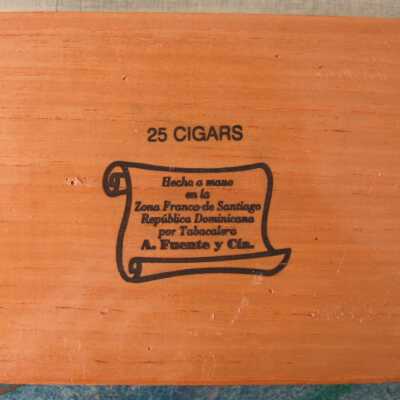 25 CIGARS
Hecho a mano
en la
Zona Franca de Santiago
República Dominicana
por Tabacalera
A. Fuente y Cía.